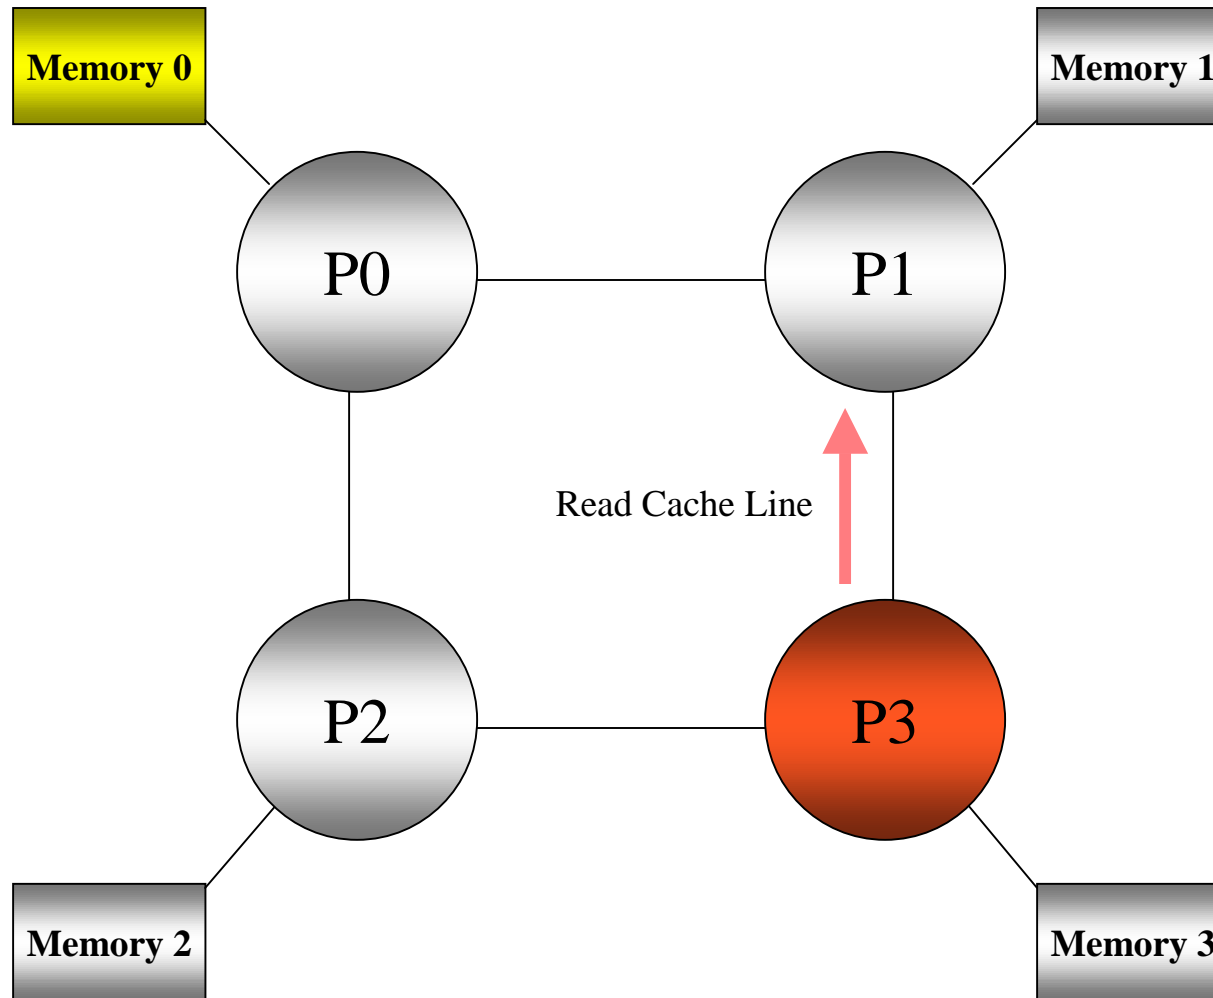 Memory 0
Memory 1
P0
P1
Read Cache Line
P2
P3
Memory 2
Memory 3